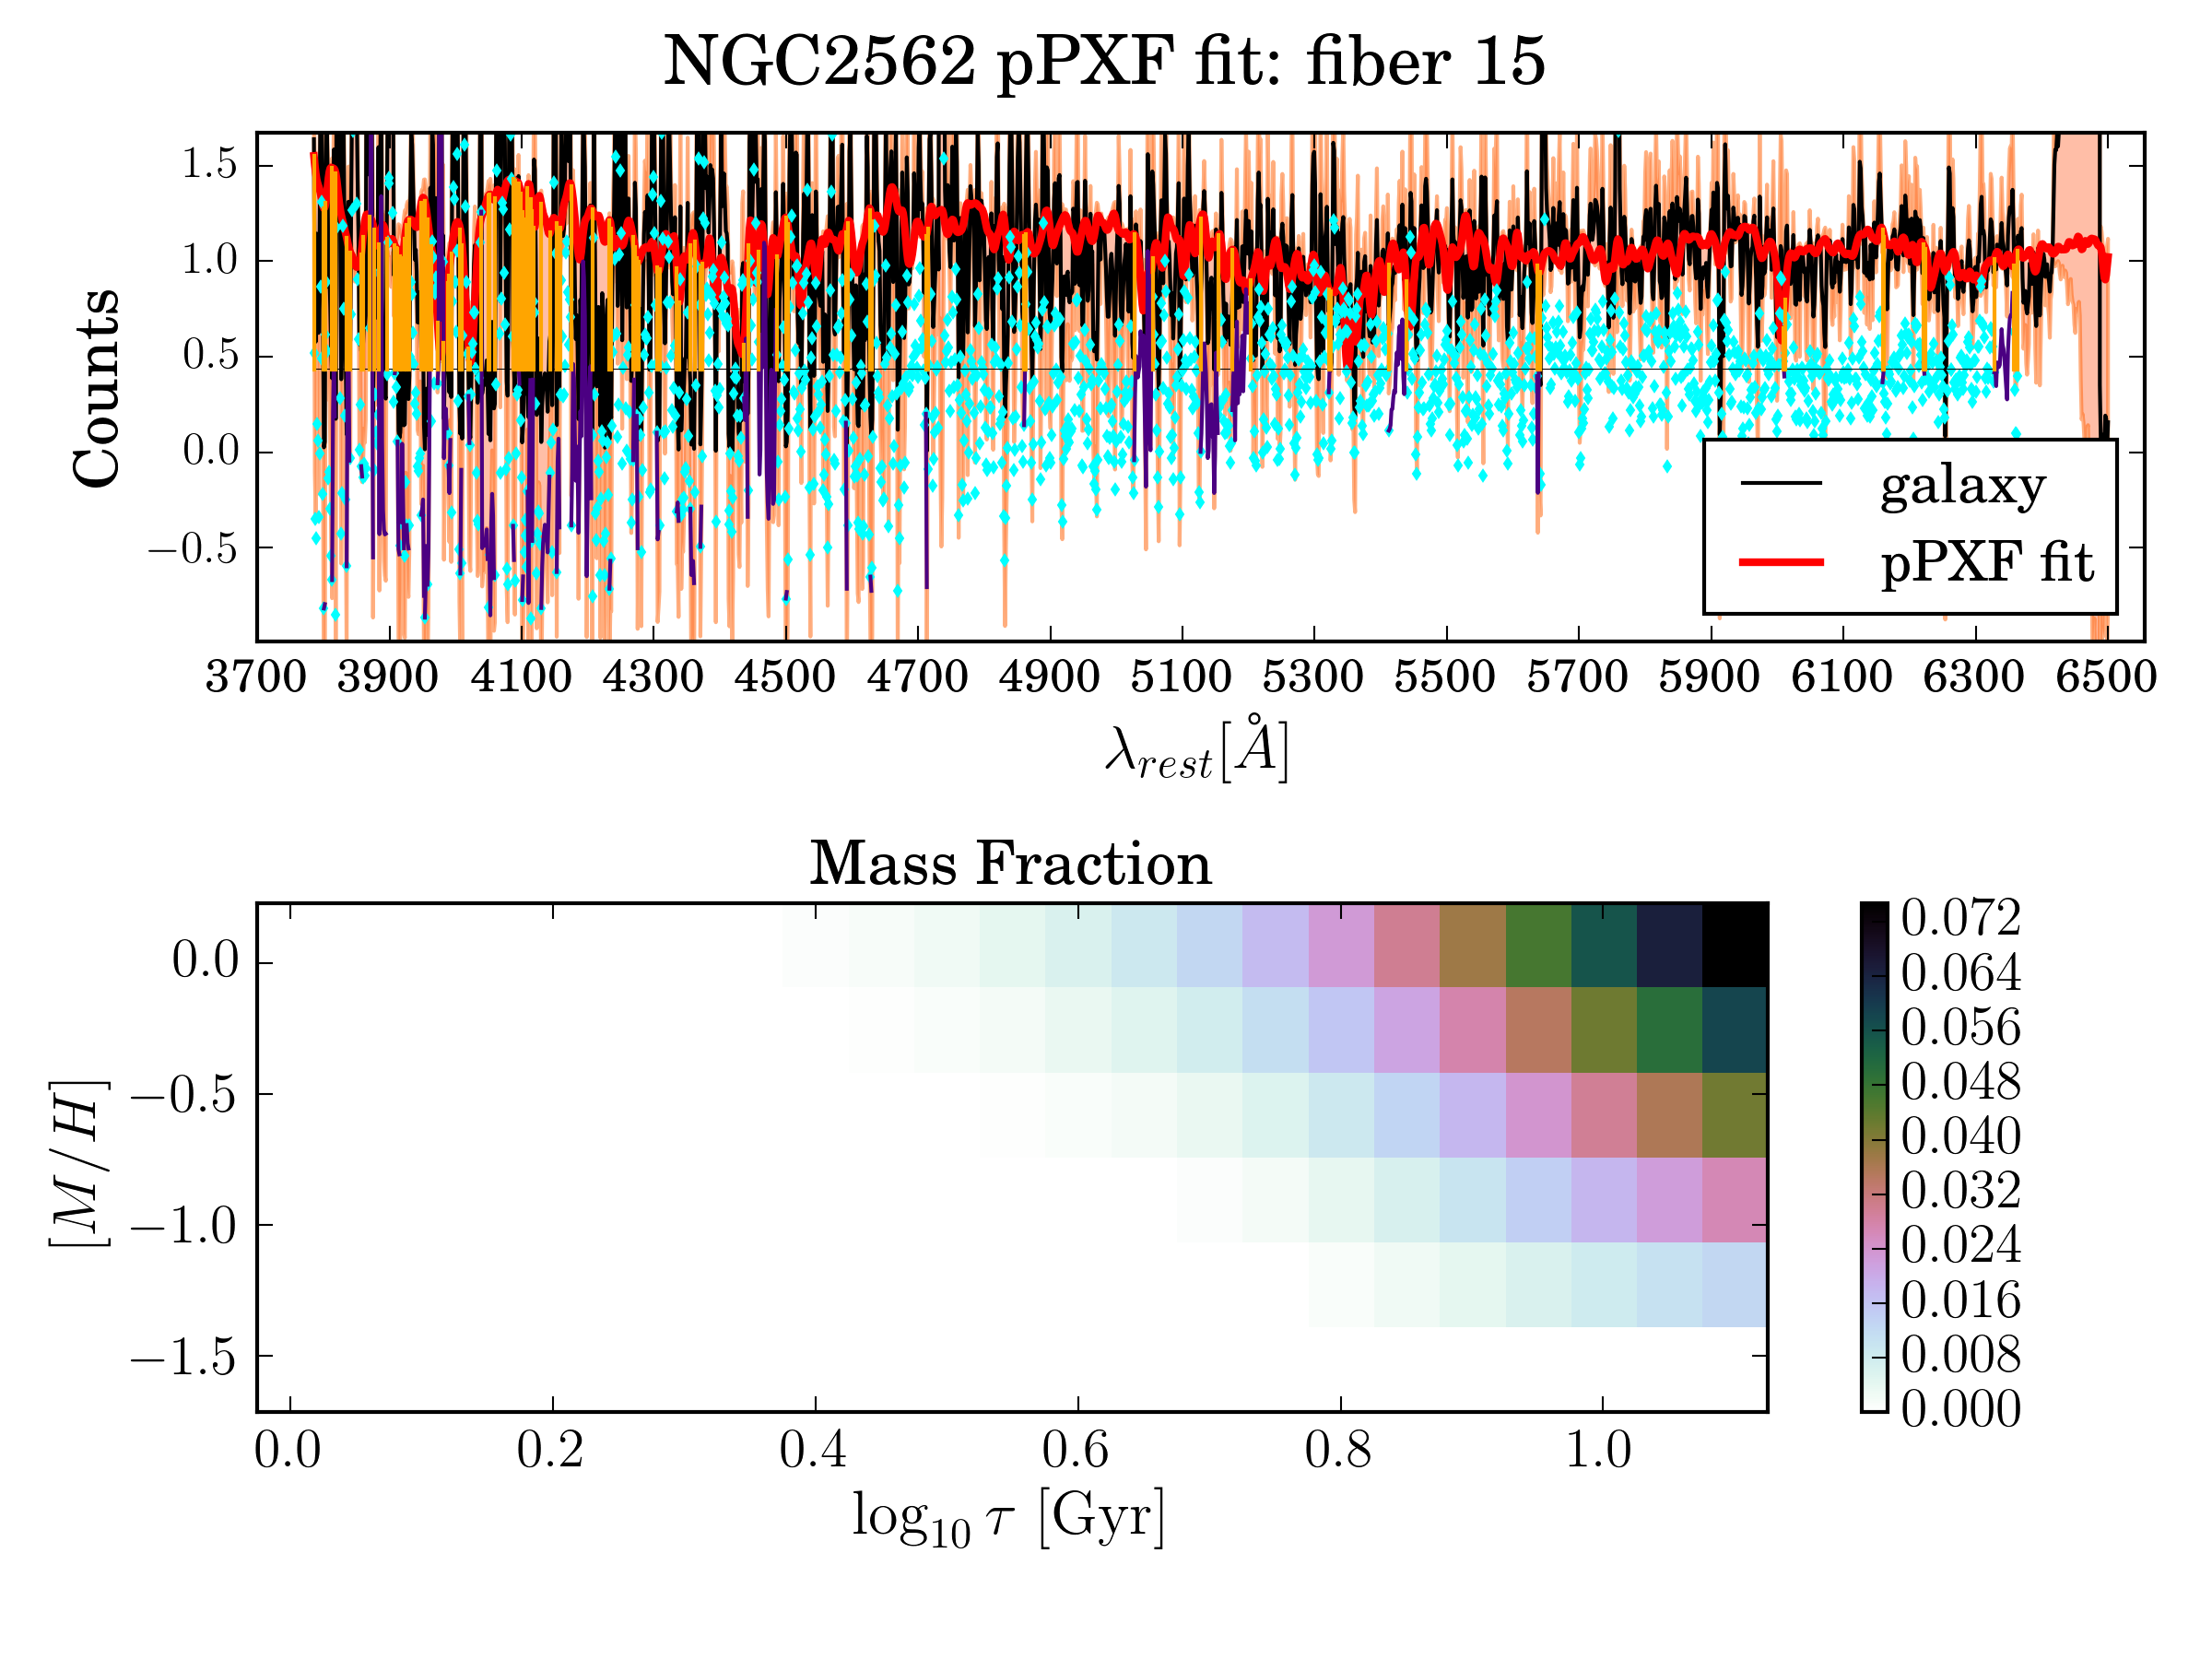 NGC2562 pPXF fit: fiber 15
1.5
1.0
0.5
0.0
−0.5
Counts
galaxy
pPXF fit
3700 3900 4100 4300 4500 4700 4900 5100 5300 5500 5700 5900 6100 6300 6500
λrest[Å]
Mass Fraction
0.0
−0.5
−1.0
−1.5
[M/H]
0.072
0.064
0.056
0.048
0.040
0.032
0.024
0.016
0.008
0.000
0.0 0.2 0.4 0.6 0.8 1.0
log10 τ [Gyr]